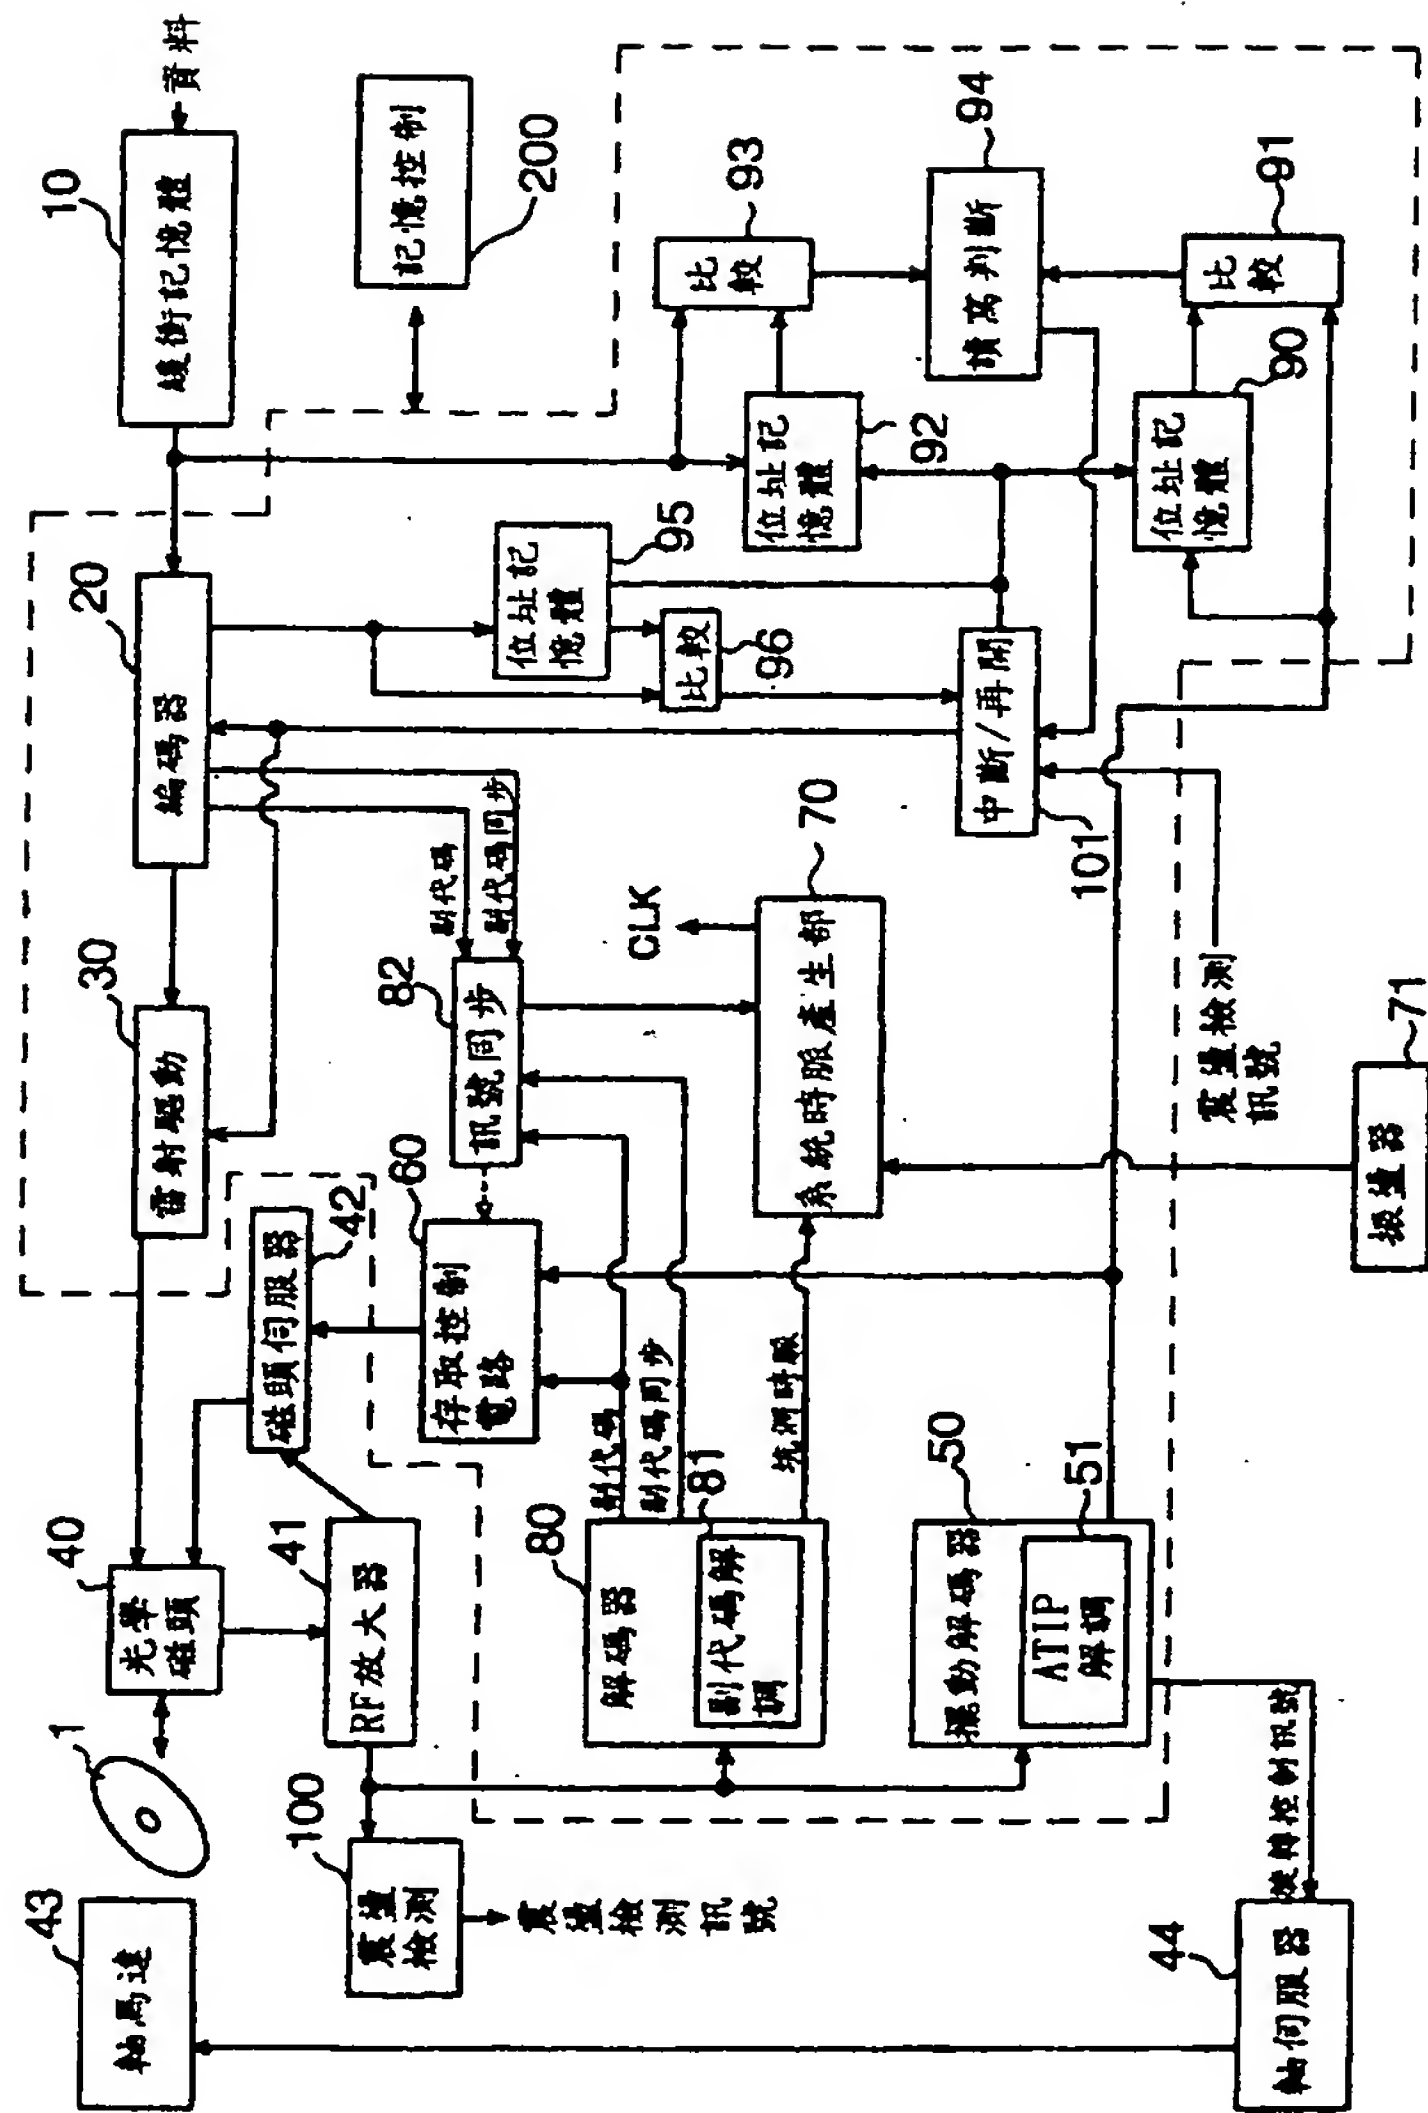 43
軸馬達
1
40
光學
磁頭
30
雷射驅動
20
編碼器
10
緩衝記憶體
資料
100
震盪
檢測
震盪檢測訊號
41
RF放大器
42
磁頭伺服器
60
存取控制
電路
82
訊號同步
副代碼
副代碼同步
95
位址記
憶體
96
比較
記憶控制
200
80
解碼器
81
副代碼解
調
副代碼
副代碼同步
坑洞時脈
70
系統時脈產生部
CLK
101
中斷/再開
92
位址記
憶體
93
比較
94
讀寫判斷
50
擺動解碼器
51
ATIP
解調
90
位址記
憶體
91
比較
44
軸伺服器
旋轉控制訊號
71
振盪器
震盪檢測
訊號